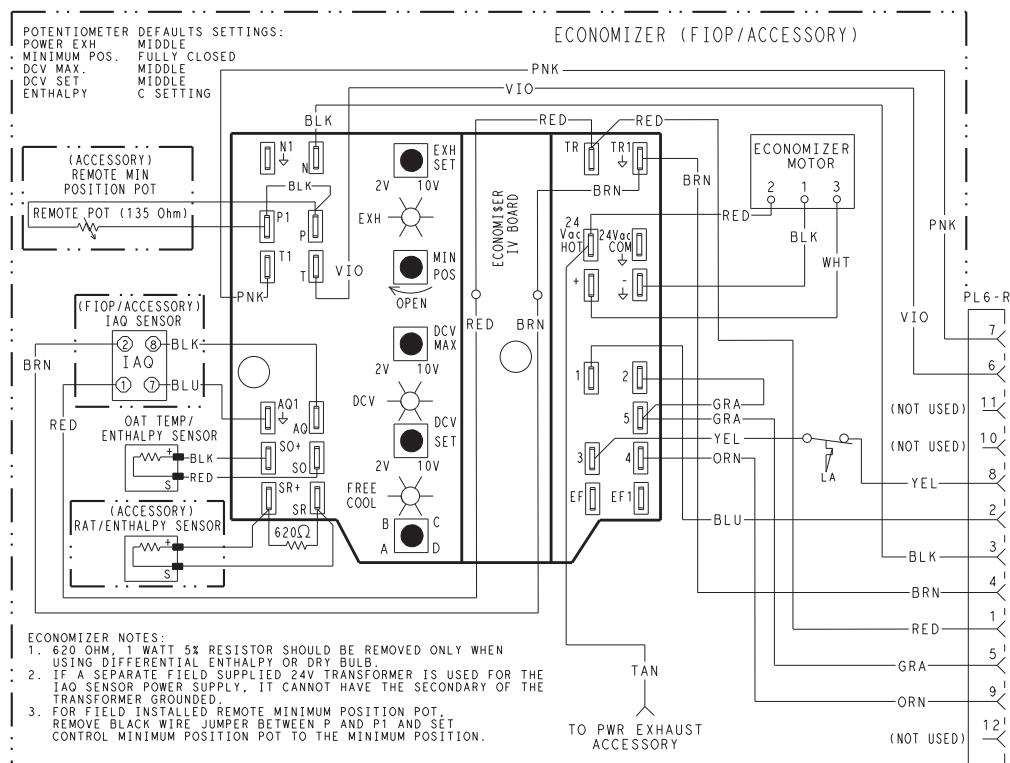 POTENTIOMETER DEFAULTS SETTINGS:
POWER EXH MIDDLE
MINIMUM POS. FULLY CLOSED
DCV MAX. MIDDLE
DCV SET MIDDLE
ENTHALPY C SETTING
ECONOMIZER (FIOP/ACCESSORY)
PNK
VIO
BLK
RED
RED
N1
N
EXH
SET
2V 10V
TR
TR1
ECONOMIZER
MOTOR
2 1 3
(ACCESSORY)
REMOTE MIN
POSITION POT
REMOTE POT (135 Ohm)
BLK
P1
P
EXH
ECONOMI$ER
IV BOARD
BRN
BRN
RED
BLK
WHT
PNK
24
Vac
HOT
24Vac
COM
T1
T
VIO
MIN
POS
OPEN
+
-
PNK
(FIOP/ACCESSORY)
IAQ SENSOR
2 8
IAQ
1 7
BLK
BLU
BRN
RED
RED
BRN
DCV
MAX
2V 10V
VIO
PL6-R
7
6
1
2
GRA
GRA
5
(NOT USED) 11
(NOT USED) 10
OAT TEMP/
ENTHALPY SENSOR
+
S
BLK
RED
AQ1
AQ
SO+
SO
DCV
DCV
SET
2V 10V
YEL
ORN
3
4
LA
YEL
8
(ACCESSORY)
RAT/ENTHALPY SENSOR
+
S
SR+
SR
620Ω
FREE
COOL
B C
A D
EF
EF1
BLU
2
BLK
3
BRN
4
RED
1
GRA
5
ORN
9
(NOT USED)
12
TAN
TO PWR EXHAUST
ACCESSORY
ECONOMIZER NOTES:
1. 620 OHM, 1 WATT 5% RESISTOR SHOULD BE REMOVED ONLY WHEN
USING DIFFERENTIAL ENTHALPY OR DRY BULB.
2. IF A SEPARATE FIELD SUPPLIED 24V TRANSFORMER IS USED FOR THE
IAQ SENSOR POWER SUPPLY, IT CANNOT HAVE THE SECONDARY OF THE
TRANSFORMER GROUNDED.
3. FOR FIELD INSTALLED REMOTE MINIMUM POSITION POT,
REMOVE BLACK WIRE JUMPER BETWEEN P AND P1 AND SET
CONTROL MINIMUM POSITION POT TO THE MINIMUM POSITION.